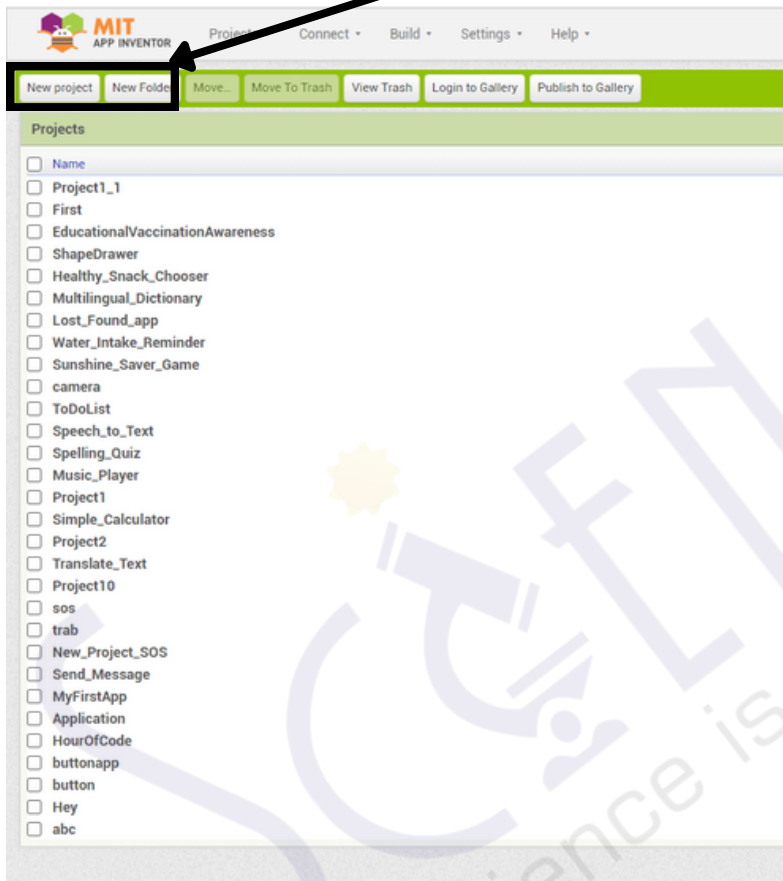 MIT
APP INVENTOR
Connect Build Settings Help
New project New Folder Move... Move To Trash View Trash Login to Gallery Publish to Gallery
Projects
Name
Project1_1
First
EducationalVaccinationAwareness
ShapeDrawer
Healthy_Snack_Chooser
Multilingual_Dictionary
Lost_Found_app
Water_Intake_Reminder
Sunshine_Saver_Game
camera
ToDoList
Speech_to_Text
Spelling_Quiz
Music_Player
Project1
Simple_Calculator
Project2
Translate_Text
Project10
sos
trab
New_Project_SOS
Send_Message
MyFirstApp
Application
HourOfCode
buttonapp
button
Hey
abc
is